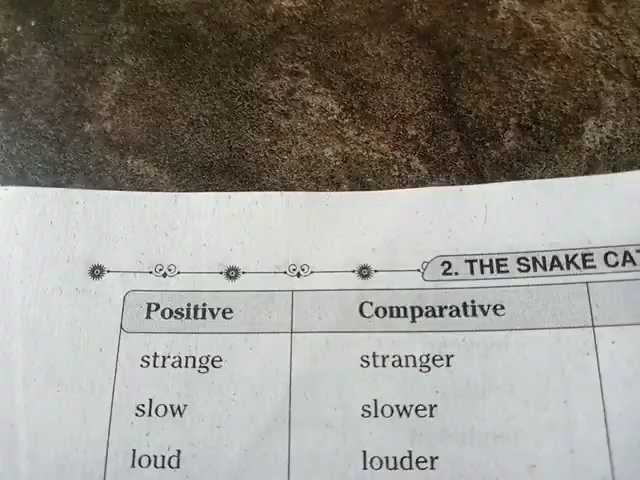 2. THE SNAKE CA
Positive Comparative
strange stranger
slow slower
loud louder